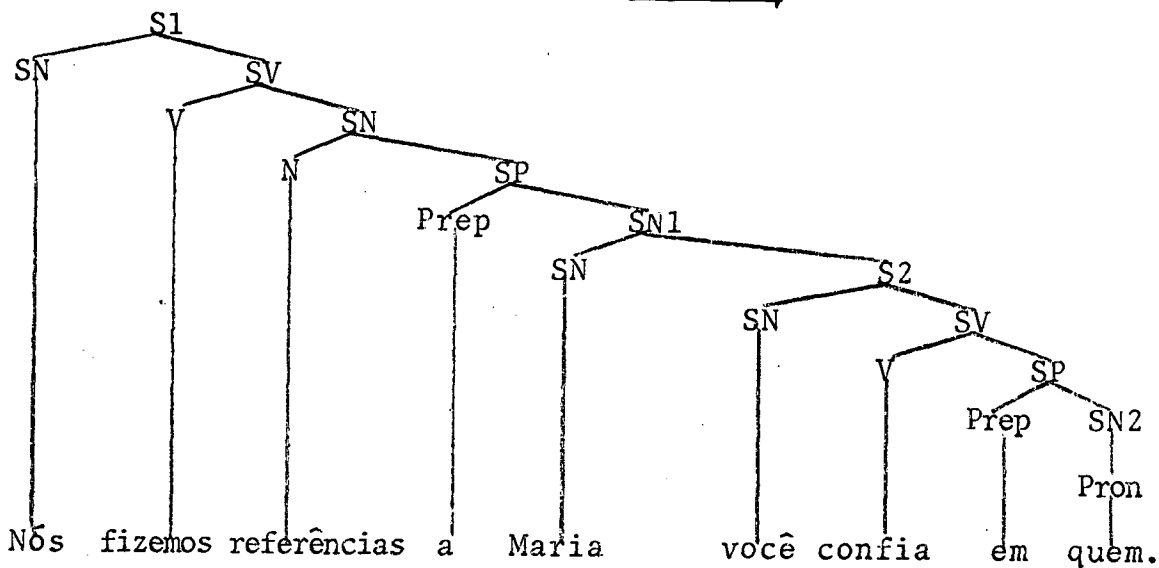 S1
SN SV
V SN
N SP
Prep SN1
SN S2
SN SV
V SP
Prep SN2
Pron
Nós fizemos referências a Maria você confia em quem.